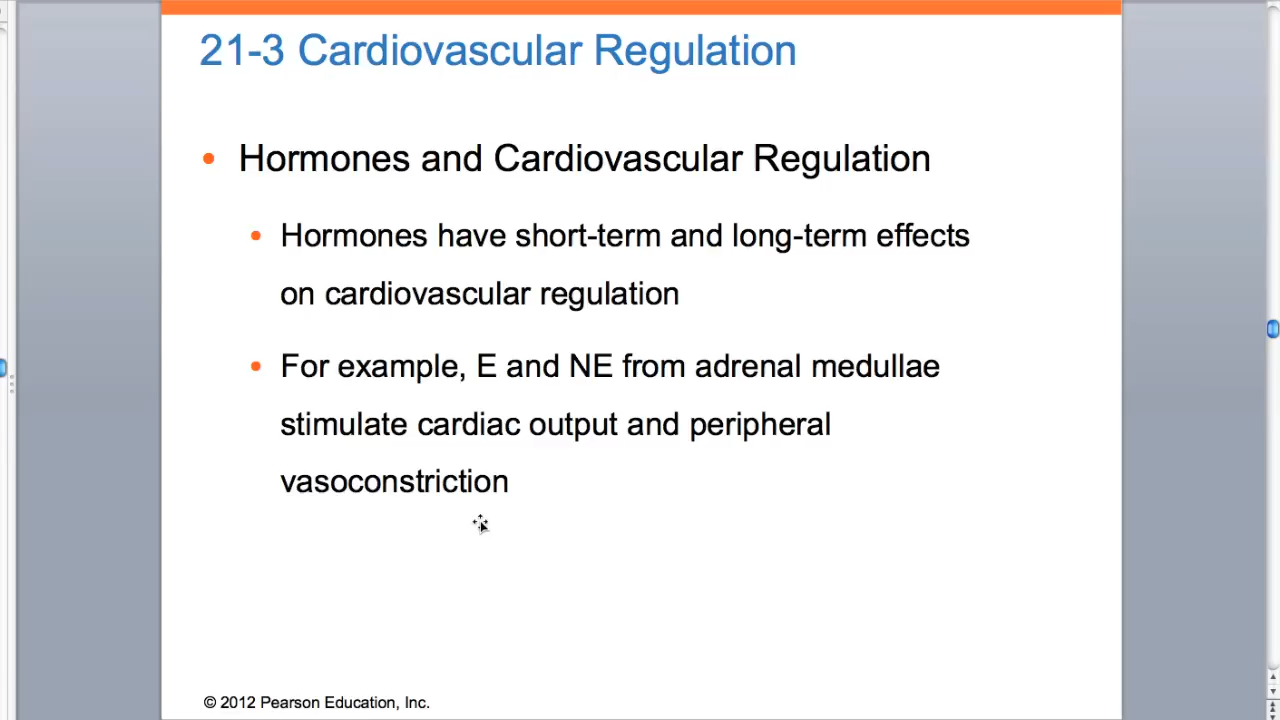 21-3 Cardiovascular Regulation
• Hormones and Cardiovascular Regulation
• Hormones have short-term and long-term effects
on cardiovascular regulation
• For example, E and NE from adrenal medullae
stimulate cardiac output and peripheral
vasoconstriction
© 2012 Pearson Education, Inc.